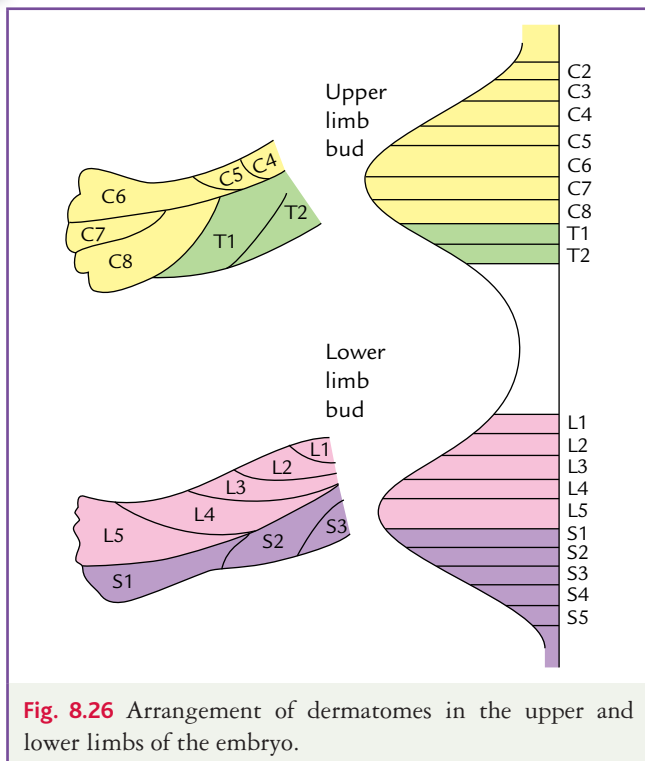 Upper
limb
bud
C2
C3
C4
C5
C6
C7
C8
T1
T2
C4
C5
C6
C7
C8
T1
T2
Lower
limb
bud
L1
L2
L3
L4
L5
S1
S2
S3
S4
S5
L1
L2
L3
L4
L5
S1
S2
S3
Fig. 8.26 Arrangement of dermatomes in the upper and
lower limbs of the embryo.